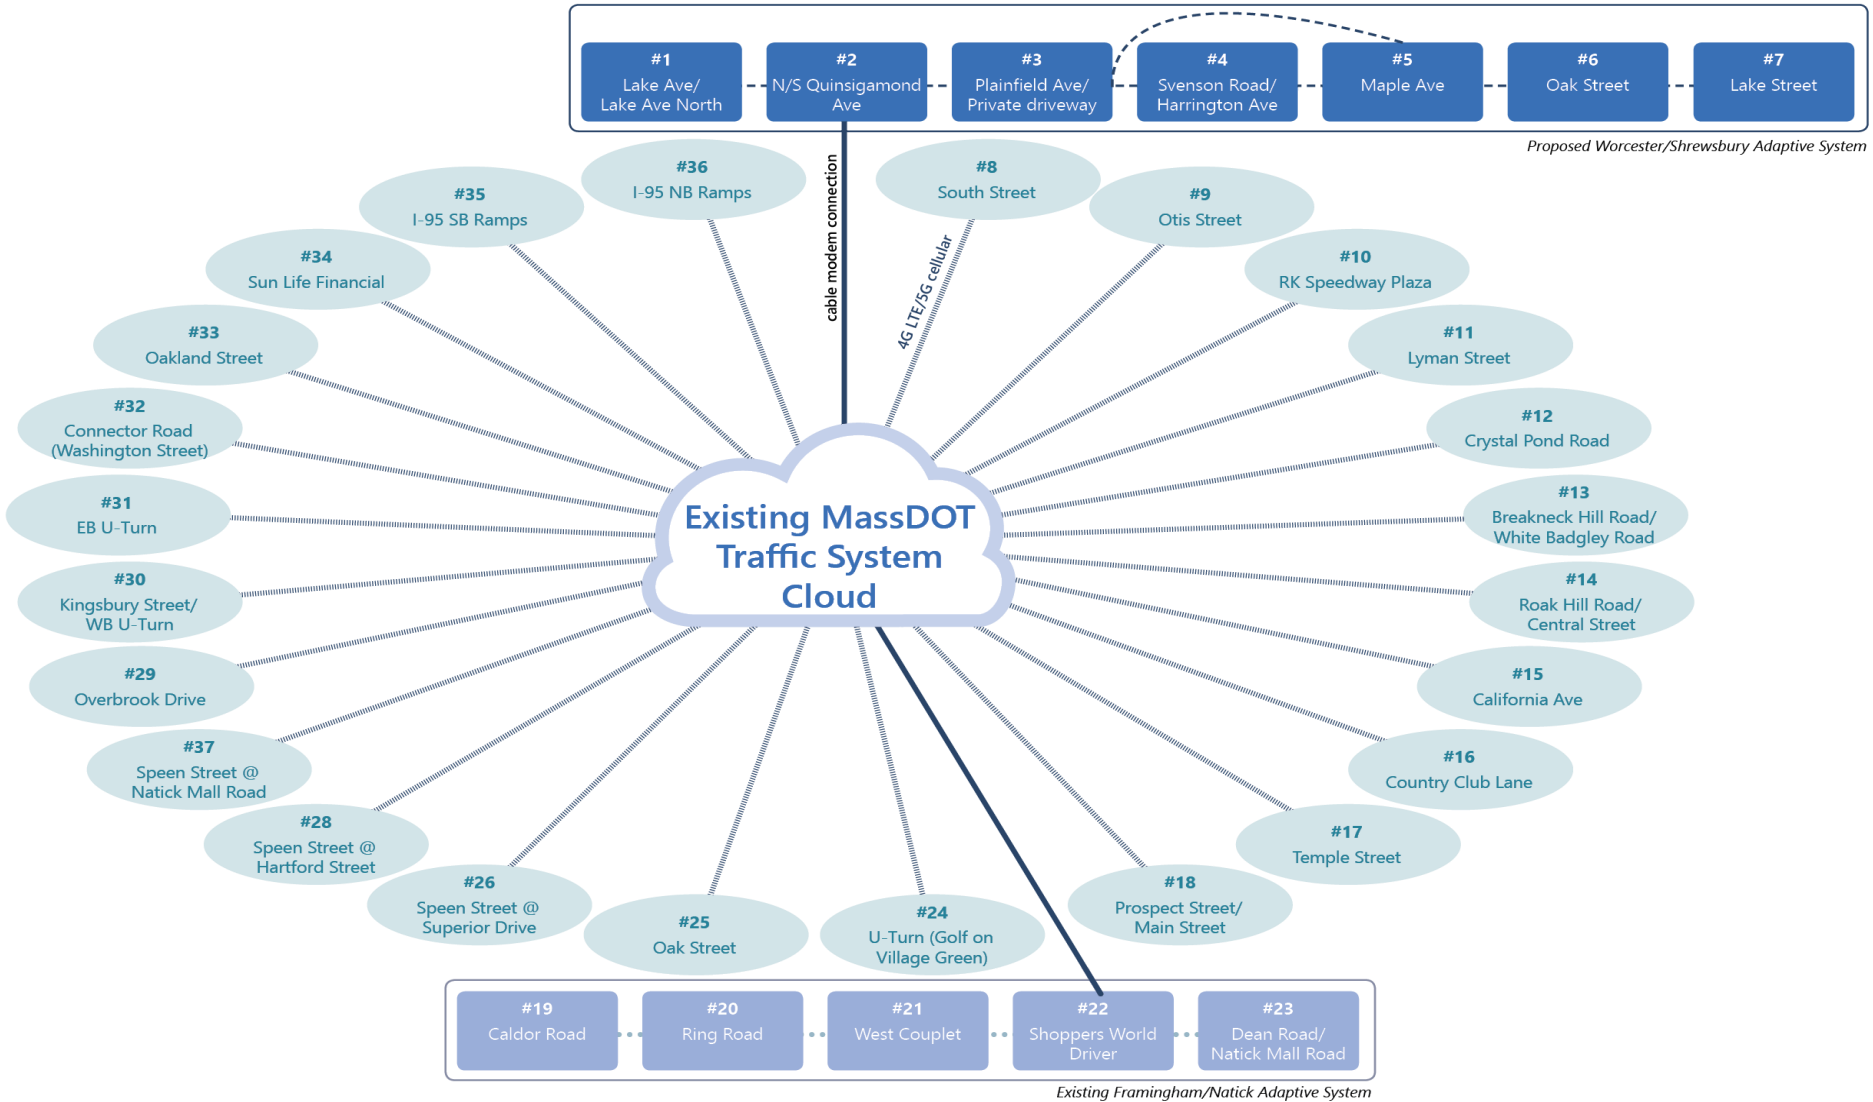 #1
Lake Ave/
Lake Ave North
#2
N/S Quinsigamond
Ave
#3
Plainfield Ave/
Private driveway
#4
Svenson Road/
Harrington Ave
#5
Maple Ave
#6
Oak Street
#7
Lake Street
Proposed Worcester/Shrewsbury Adaptive System
cable modem connection
4G LTE/5G cellular
#36
I-95 NB Ramps
#8
South Street
#35
I-95 SB Ramps
#9
Otis Street
#34
Sun Life Financial
#10
RK Speedway Plaza
#33
Oakland Street
#11
Lyman Street
#32
Connector Road
(Washington Street)
#12
Crystal Pond Road
#31
EB U-Turn
#13
Breakneck Hill Road/
White Badgley Road
Existing MassDOT
Traffic System
Cloud
#30
Kingsbury Street/
WB U-Turn
#14
Roak Hill Road/
Central Street
#29
Overbrook Drive
#15
California Ave
#37
Speen Street @
Natick Mall Road
#16
Country Club Lane
#28
Speen Street @
Hartford Street
#17
Temple Street
#26
Speen Street @
Superior Drive
#18
Prospect Street/
Main Street
#25
Oak Street
#24
U-Turn (Golf on
Village Green)
#19
Caldor Road
#20
Ring Road
#21
West Couplet
#22
Shoppers World
Driver
#23
Dean Road/
Natick Mall Road
Existing Framingham/Natick Adaptive System